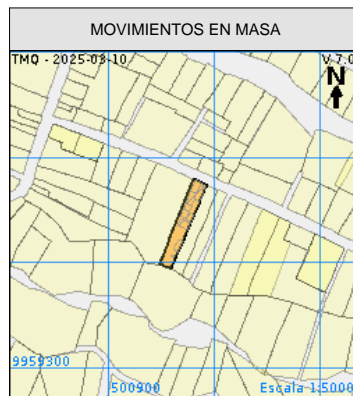 MOVIMIENTOS EN MASA
TMQ - 2025-03-10
V 7.0
N
9959300
500900
Escala 1:5000